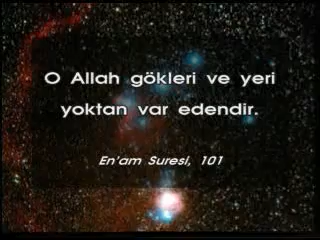 O Allah gökleri ve yeri
yoktan var edendir.
En'am Suresi, 101